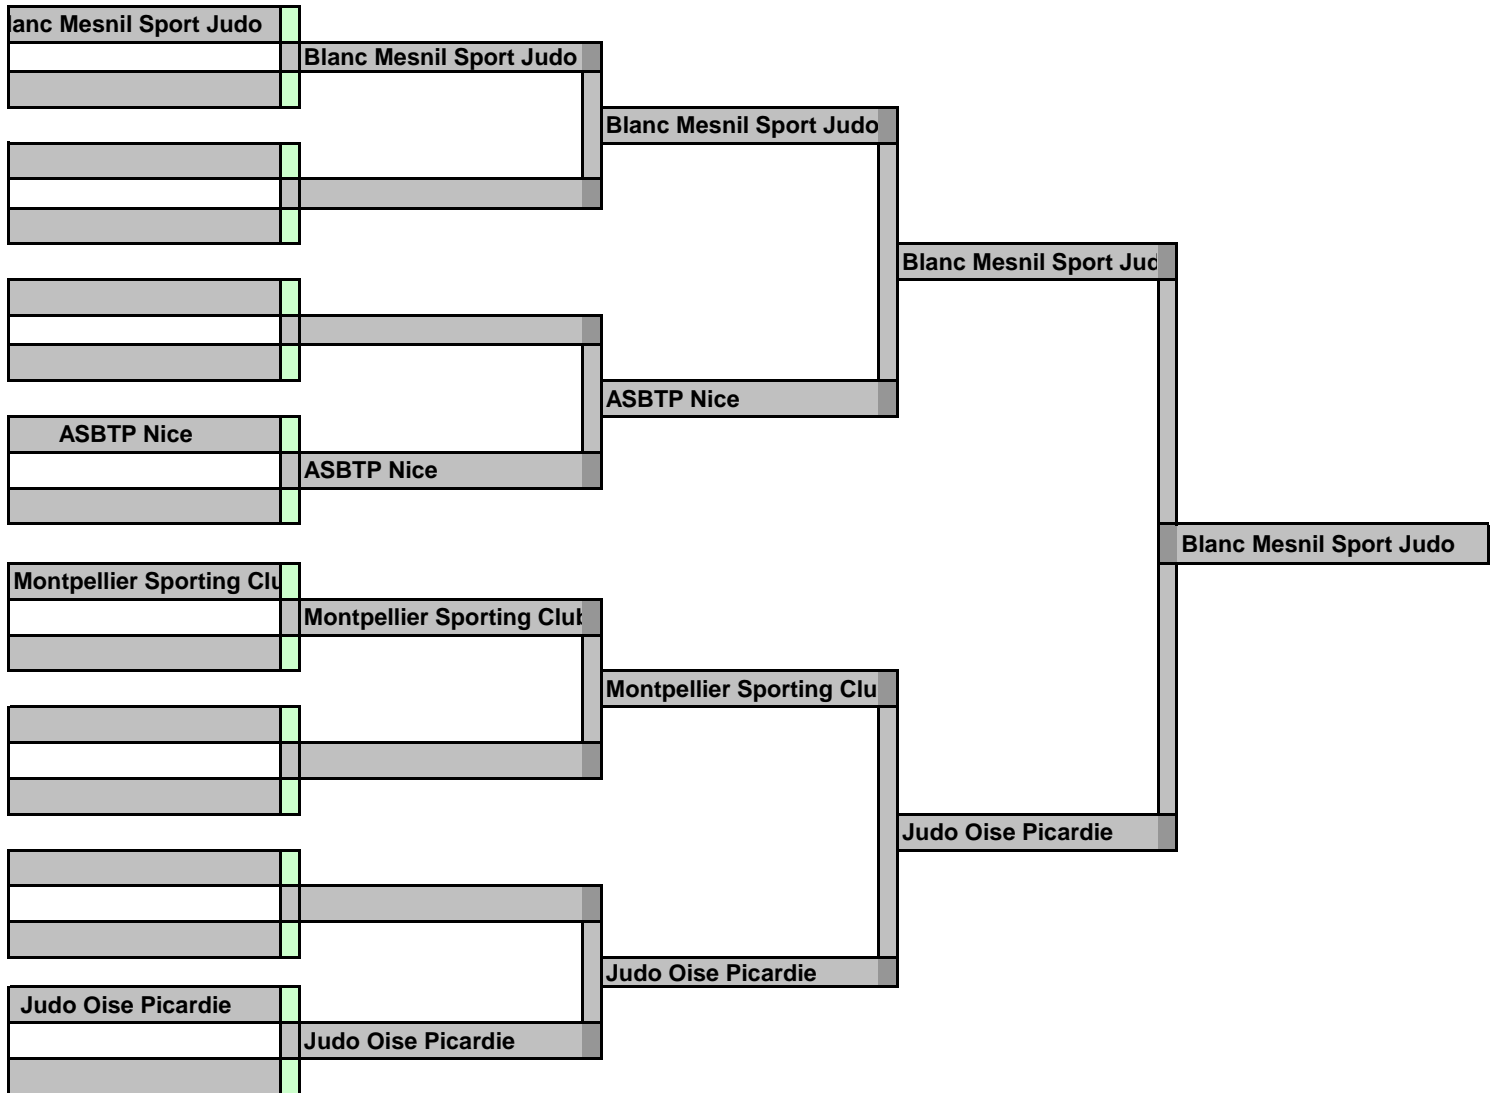 lanc Mesnil Sport Judo
Blanc Mesnil Sport Judo
Blanc Mesnil Sport Judo
Blanc Mesnil Sport Jud
ASBTP Nice
ASBTP Nice
ASBTP Nice
Blanc Mesnil Sport Judo
Montpellier Sporting Clu
Montpellier Sporting Club
Montpellier Sporting Clu
Judo Oise Picardie
Judo Oise Picardie
Judo Oise Picardie
Judo Oise Picardie